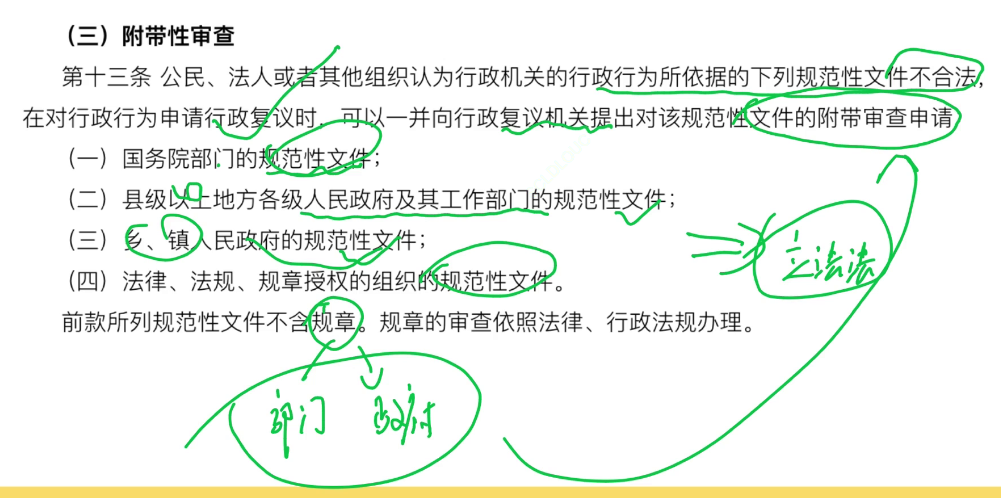 （三）附带性审查
第十三条 公民、法人或者其他组织认为行政机关的行政行为所依据的下列规范性文件不合法，
在对行政行为申请行政复议时，可以一并向行政复议机关提出对该规范性文件的附带审查申请
（一）国务院部门的规范性文件；
（二）县级以上地方各级人民政府及其工作部门的规范性文件；
（三）乡、镇人民政府的规范性文件；
立法法
（四）法律、法规、规章授权的组织的规范性文件。
前款所列规范性文件不含规章。规章的审查依照法律、行政法规办理。
部门 政府